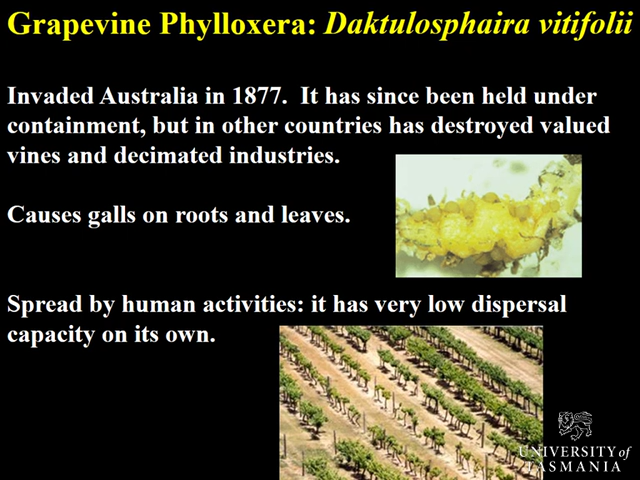 Grapevine Phylloxera: Daktulosphaira vitifolii
Invaded Australia in 1877. It has since been held under
containment, but in other countries has destroyed valued
vines and decimated industries.
Causes galls on roots and leaves.
Spread by human activities: it has very low dispersal
capacity on its own.
UNIVERSITY of
TASMANIA